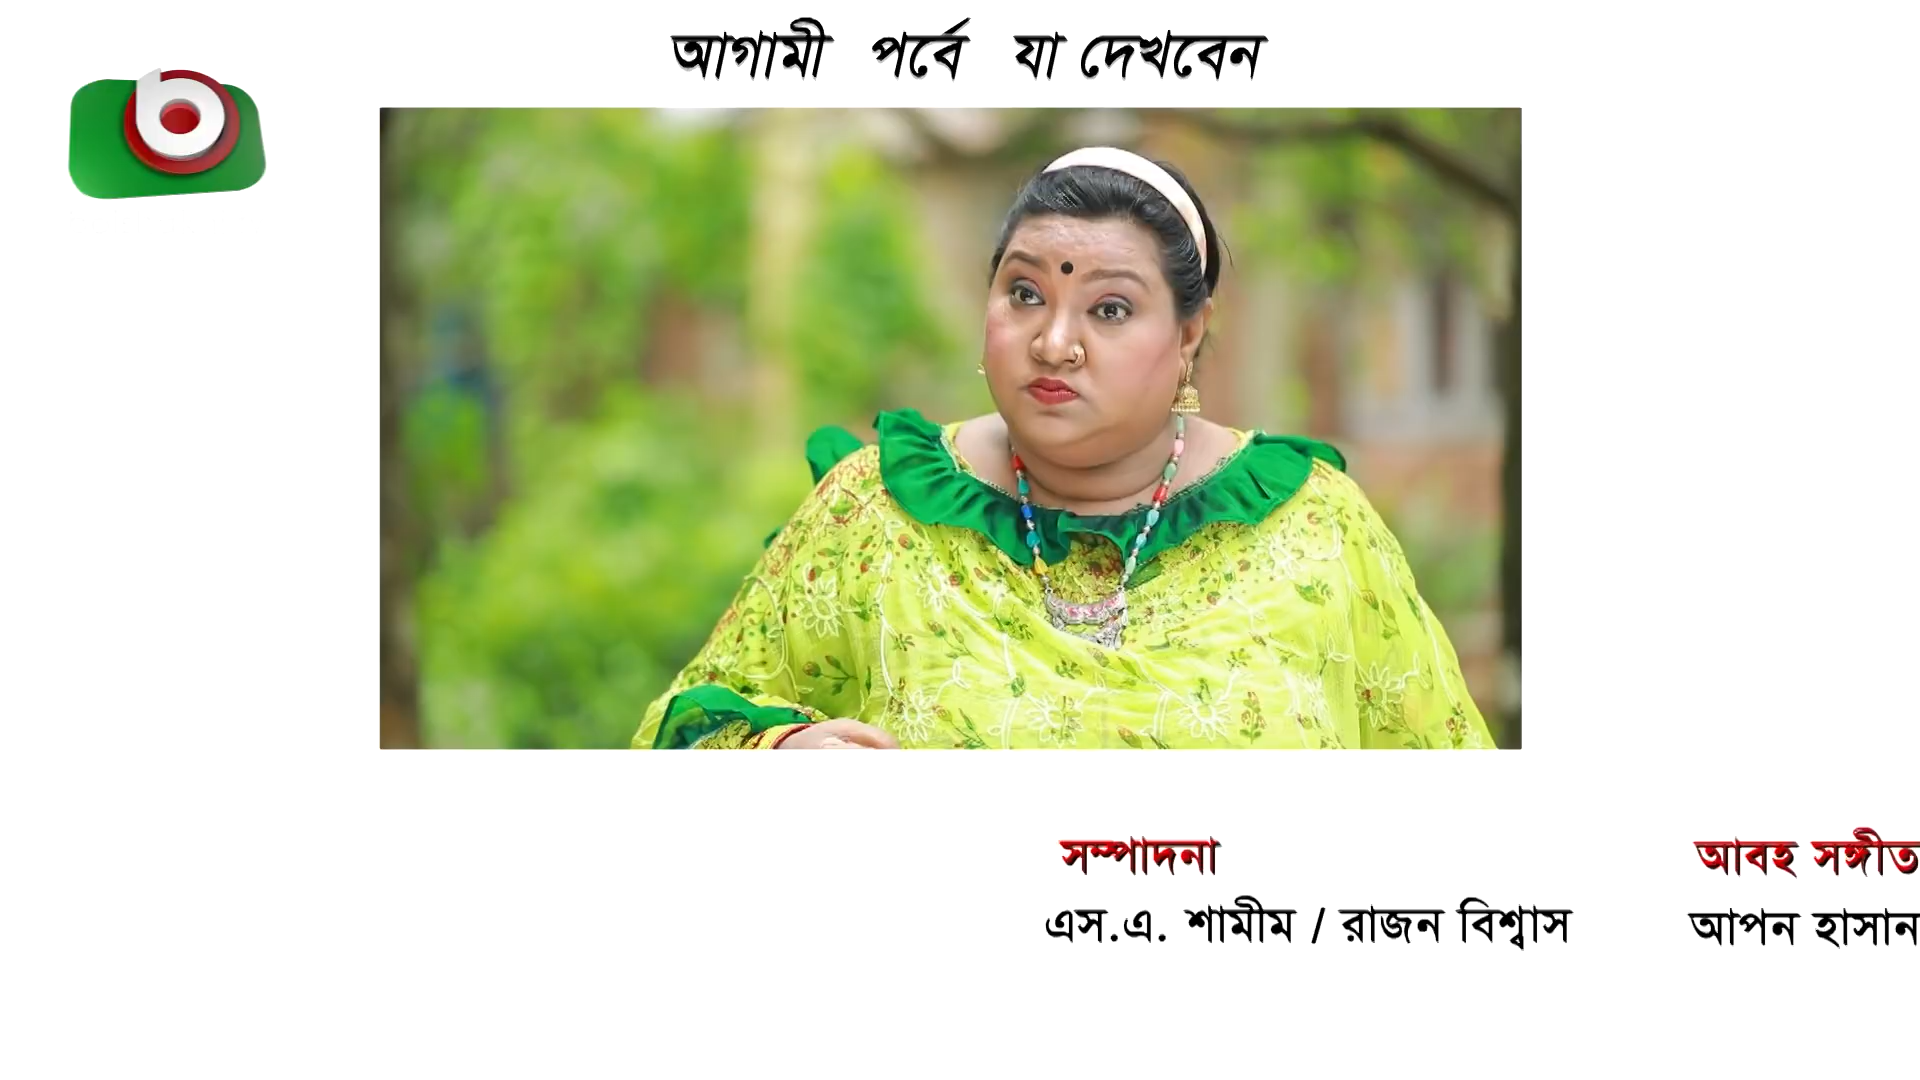 আগামী পর্বে যা দেখবেন
সম্পাদনা
এস.এ. শামীম / রাজন বিশ্বাস
আবহ সঙ্গীত
আপন হাসান